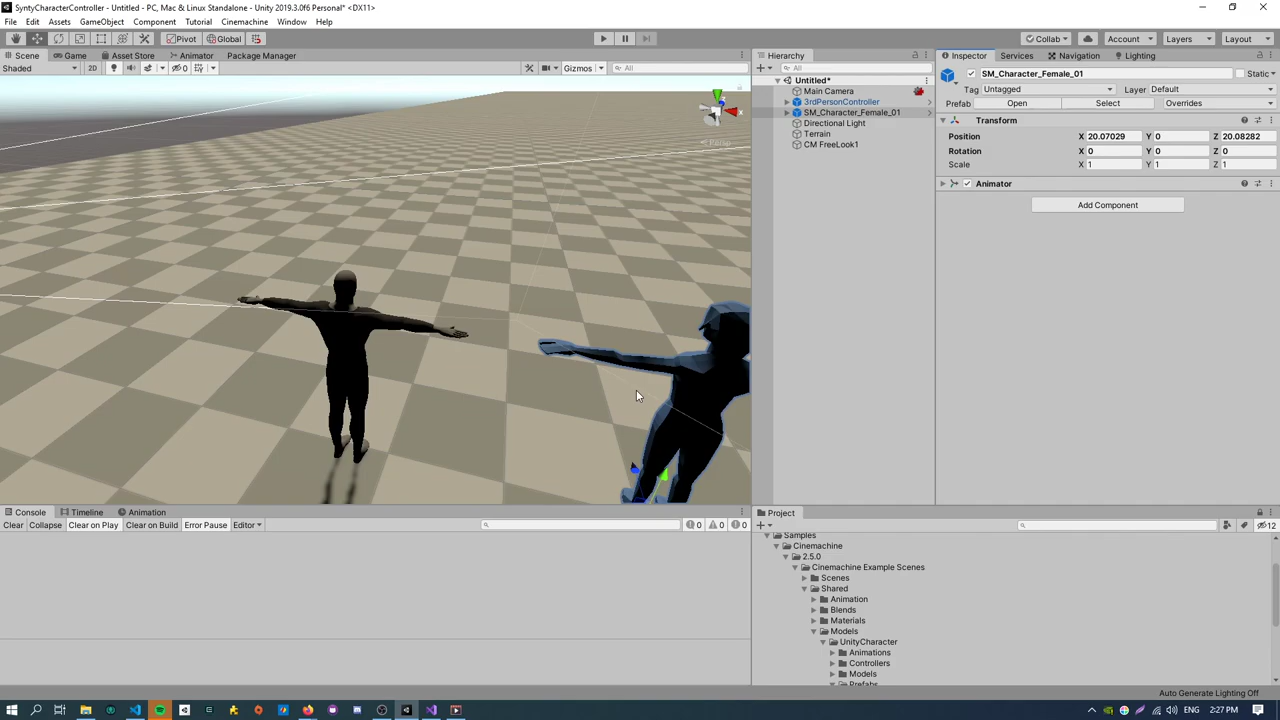 SyntyCharacterController - Untitled - PC, Mac & Linux Standalone - Unity 2019.3.0f6 Personal* <DX11>
File Edit Assets GameObject Component Tutorial Cinemachine Window Help
Pivot Global Collab Account Layers Layout
Scene Game Asset Store Animator Package Manager
Shaded 2D 0 Gizmos All
Persp
Hierarchy
All
Untitled*
Main Camera
3rdPersonController
SM_Character_Female_01
Directional Light
Terrain
CM FreeLook1
Inspector Services Navigation Lighting
SM_Character_Female_01 Static
Tag Untagged Layer Default
Prefab Open Select Overrides
Transform
Position X 20.07029 Y 0 Z 20.08282
Rotation X 0 Y 0 Z 0
Scale X 1 Y 1 Z 1
Animator
Add Component
Console Timeline Animation
Clear Collapse Clear on Play Clear on Build Error Pause Editor 0 0 0
Project
12
Samples
Cinemachine
2.5.0
Cinemachine Example Scenes
Scenes
Shared
Animation
Blends
Materials
Models
UnityCharacter
Animations
Controllers
Models
Prefabs
Auto Generate Lighting Off
ENG 2:27 PM